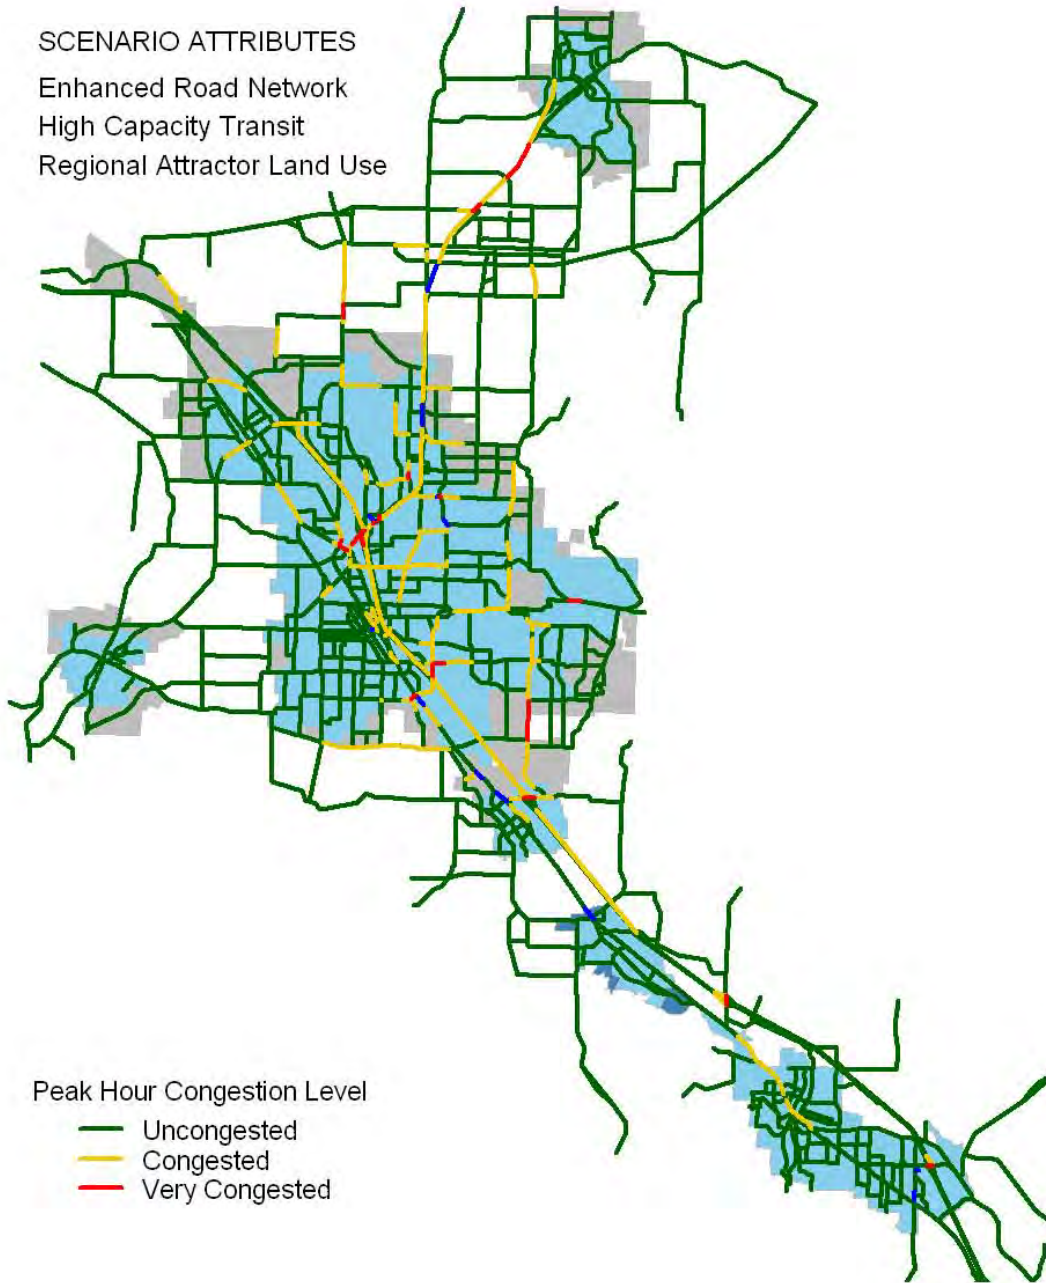 SCENARIO ATTRIBUTES
Enhanced Road Network
High Capacity Transit
Regional Attractor Land Use
Peak Hour Congestion Level
Uncongested
Congested
Very Congested